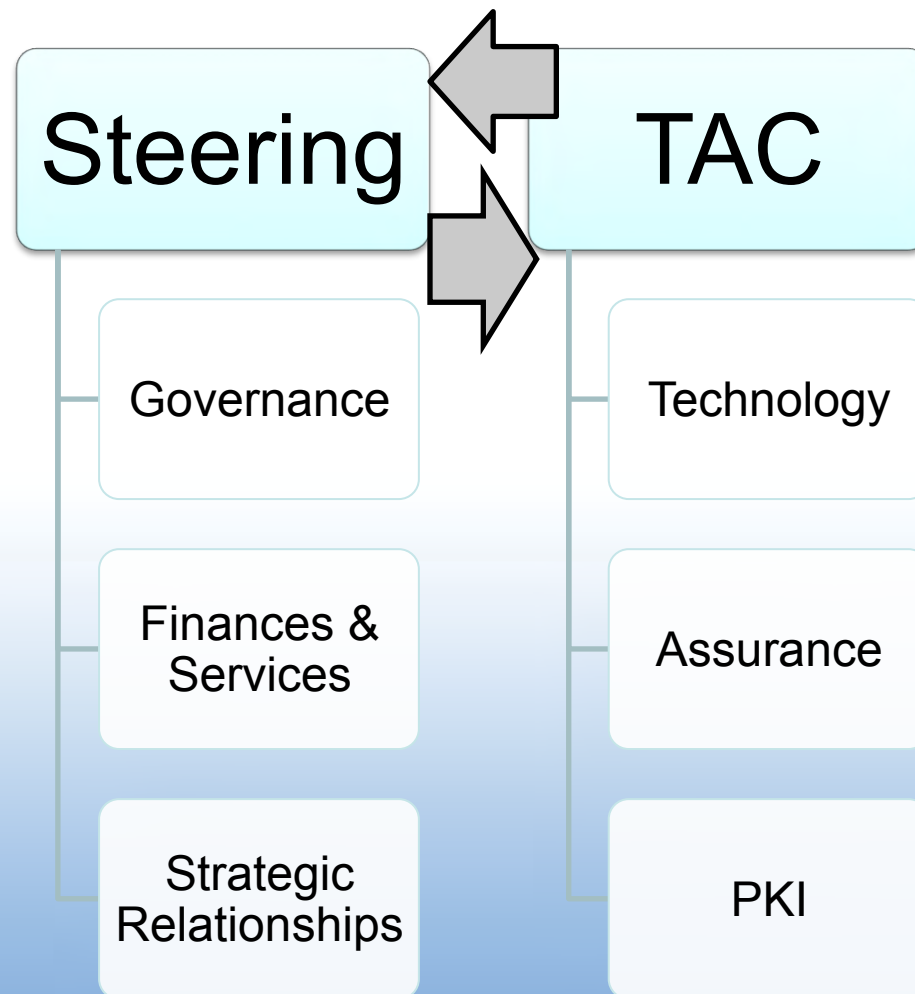 Steering
Governance
Finances &
Services
Strategic
Relationships
TAC
Technology
Assurance
PKI